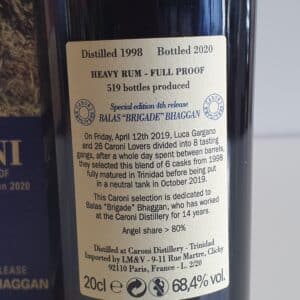 Distilled 1998 Bottled 2020
HEAVY RUM - FULL PROOF
519 bottles produced
Special edition 4th release
BALAS "BRIGADE" BHAGGAN
On Friday, April 12th 2019, Luca Gargano
and 26 Caroni Lovers divided into 8 tasting
gangs, after a whole day spent between barrels,
they selected this blend of 6 casks from 1998
fully matured in Trinidad before being put
in a neutral tank in October 2019.
This Caroni selection is dedicated to
Balas "Brigade" Bhaggan, who has worked
at the Caroni Distillery for 14 years.
Angel share > 80%
Distilled at Caroni Distillery - Trinidad
Imported by LM&V - 9-11 Rue Martre, Clichy
92110 Paris, France - L. 2/20
20cl e 68,4% vol.
NI
OF
2020
LEASE
HAGGAN